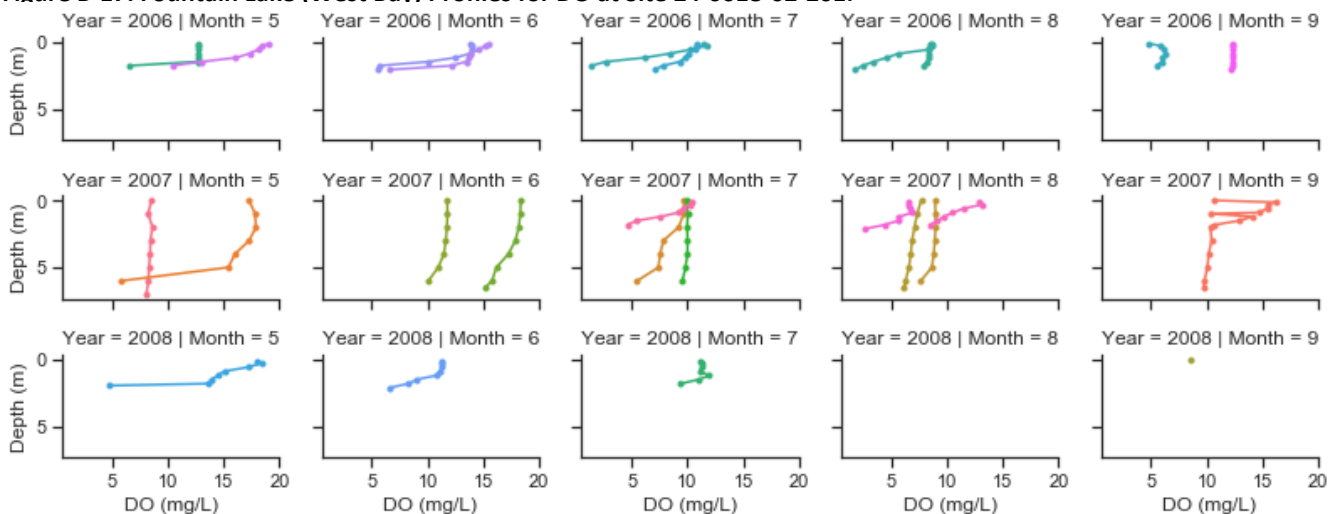 Year = 2006 | Month = 5 Year = 2006 | Month = 6 Year = 2006 | Month = 7 Year = 2006 | Month = 8 Year = 2006 | Month = 9
0
Depth (m)
5
Year = 2007 | Month = 5 Year = 2007 | Month = 6 Year = 2007 | Month = 7 Year = 2007 | Month = 8 Year = 2007 | Month = 9
0
Depth (m)
5
Year = 2008 | Month = 5 Year = 2008 | Month = 6 Year = 2008 | Month = 7 Year = 2008 | Month = 8 Year = 2008 | Month = 9
0
Depth (m)
5
5 10 15 20 5 10 15 20 5 10 15 20 5 10 15 20 5 10 15 20
DO (mg/L) DO (mg/L) DO (mg/L) DO (mg/L) DO (mg/L)